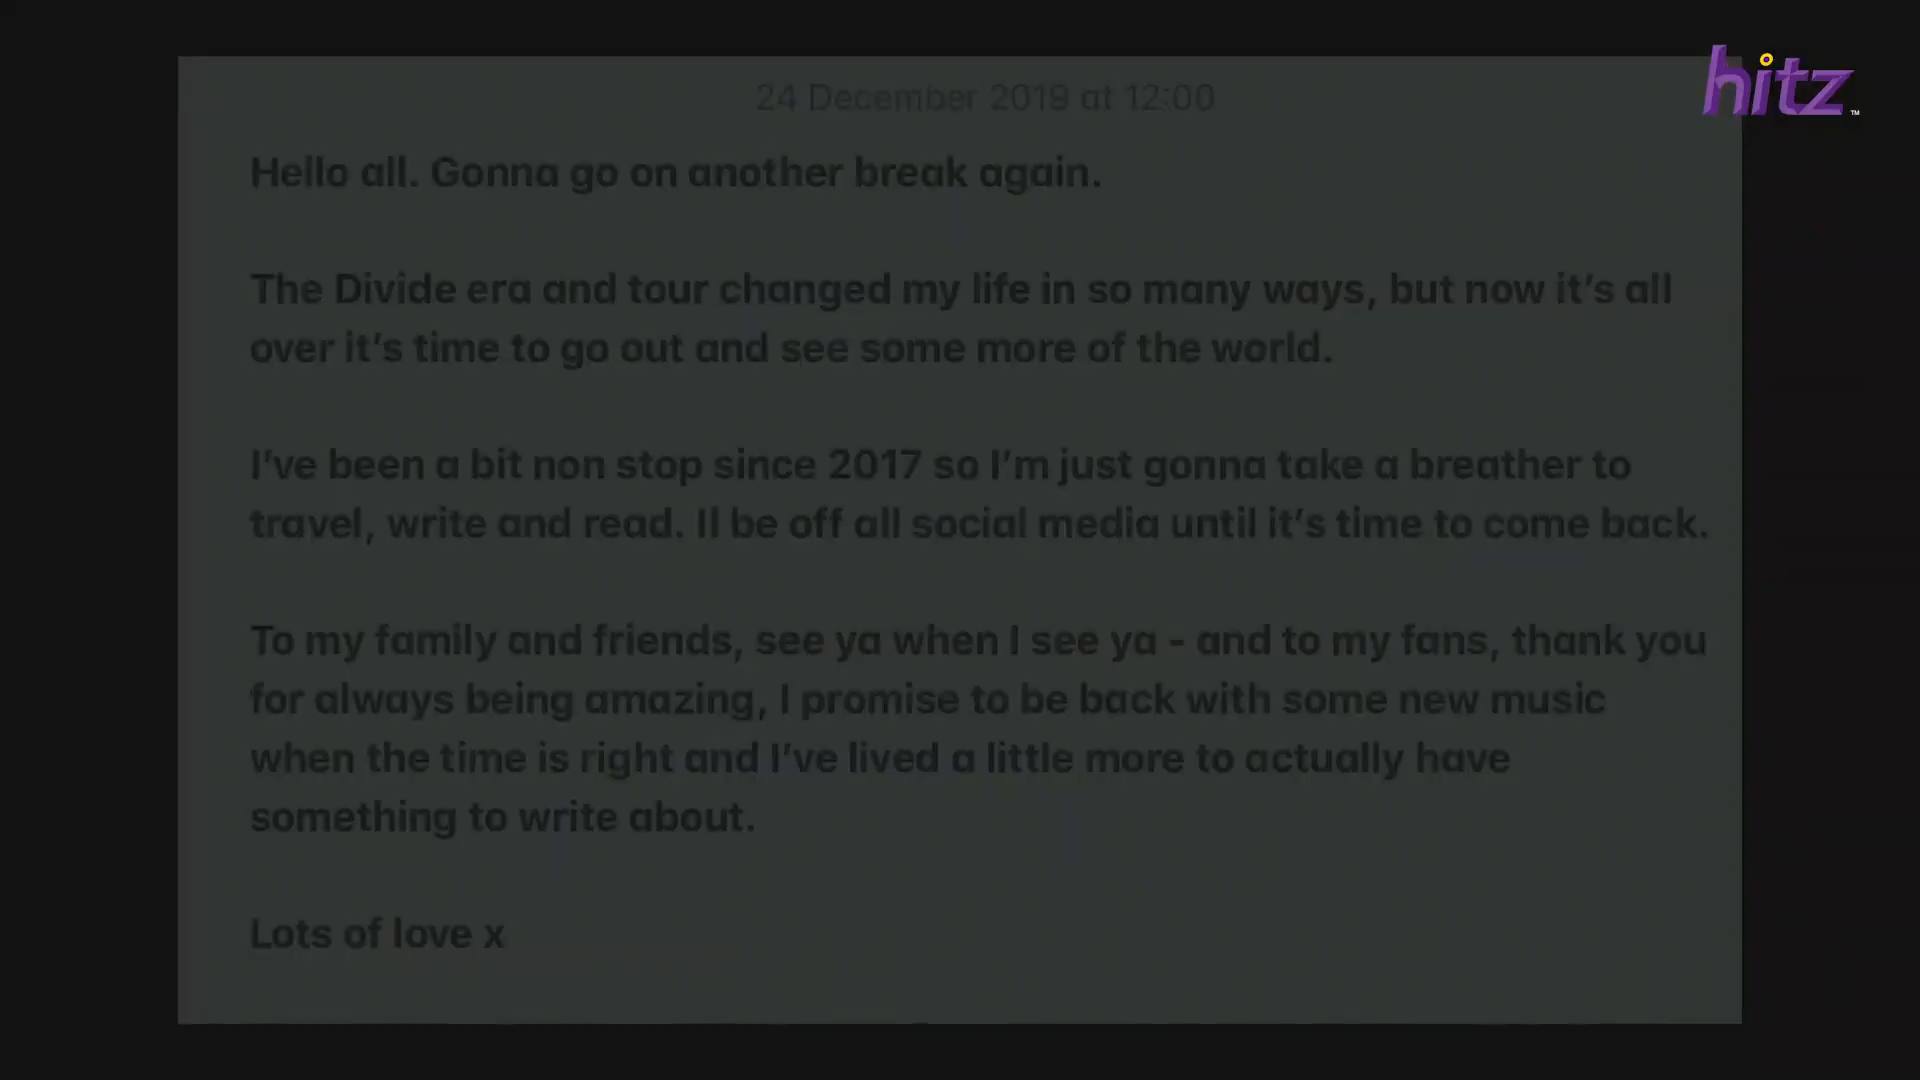 hitz™
24 December 2019 at 12:00
Hello all. Gonna go on another break again.
The Divide era and tour changed my life in so many ways, but now it's all
over it's time to go out and see some more of the world.
I've been a bit non stop since 2017 so I'm just gonna take a breather to
travel, write and read. Il be off all social media until it's time to come back.
To my family and friends, see ya when I see ya - and to my fans, thank you
for always being amazing, I promise to be back with some new music
when the time is right and I've lived a little more to actually have
something to write about.
Lots of love x